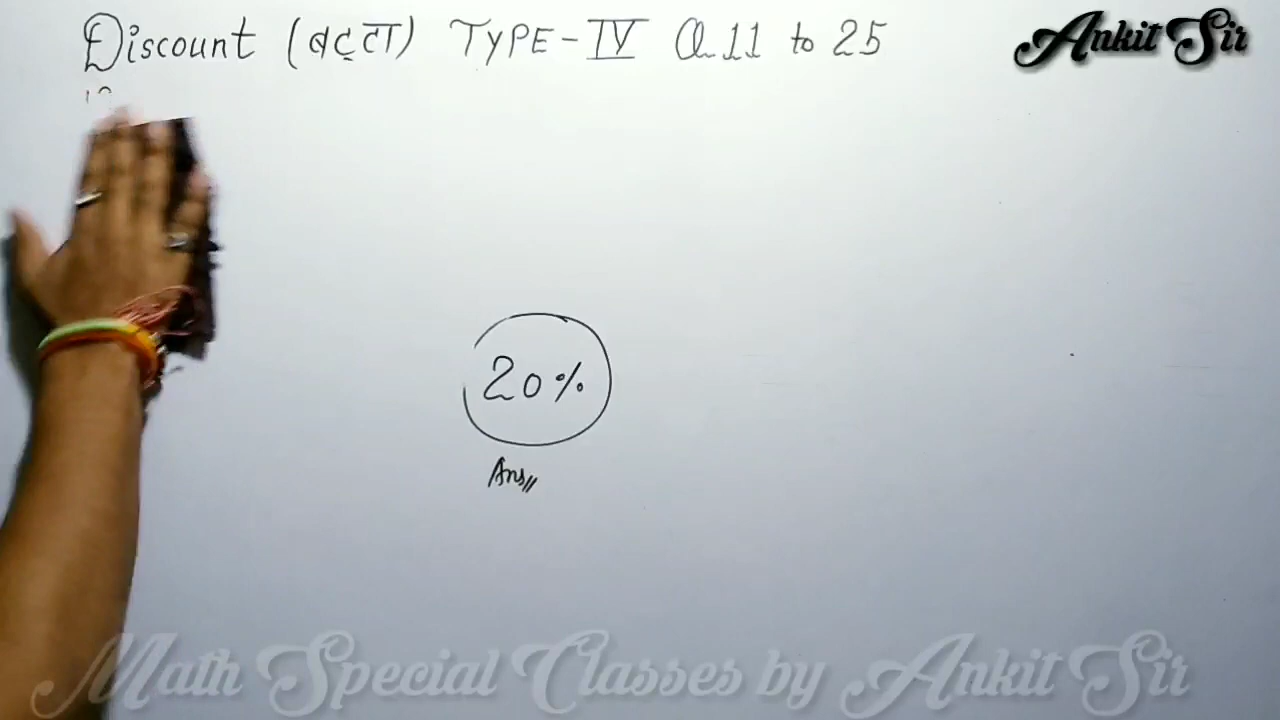 Discount (बट्टा) TYPE-IV Q.11 to 25
Ankit Sir
20%
Ans//
Math Special Classes by Ankit Sir